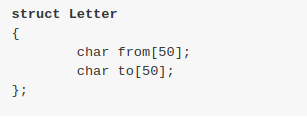 struct Letter
{
        char from[50];
        char to[50];
};